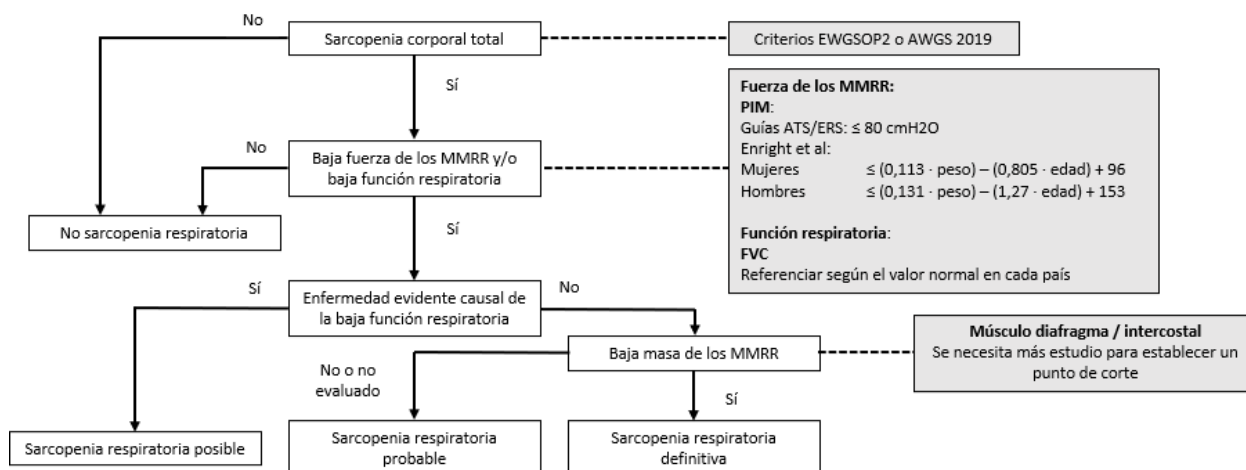 No
Sarcopenia corporal total
Criterios EWGSOP2 o AWGS 2019
Sí
Fuerza de los MMRR:
PIM:
Guías ATS/ERS: ≤ 80 cmH2O
Enright et al:
Mujeres ≤ (0,113 · peso) – (0,805 · edad) + 96
Hombres ≤ (0,131 · peso) – (1,27 · edad) + 153
Función respiratoria:
FVC
Referenciar según el valor normal en cada país
No
Baja fuerza de los MMRR y/o
baja función respiratoria
No sarcopenia respiratoria
Sí
Sí
Enfermedad evidente causal de
la baja función respiratoria
No
Baja masa de los MMRR
Músculo diafragma / intercostal
Se necesita más estudio para establecer un
punto de corte
No o no
evaluado
Sí
Sarcopenia respiratoria posible
Sarcopenia respiratoria
probable
Sarcopenia respiratoria
definitiva